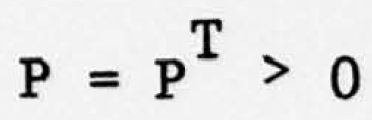 P = P^T > 0